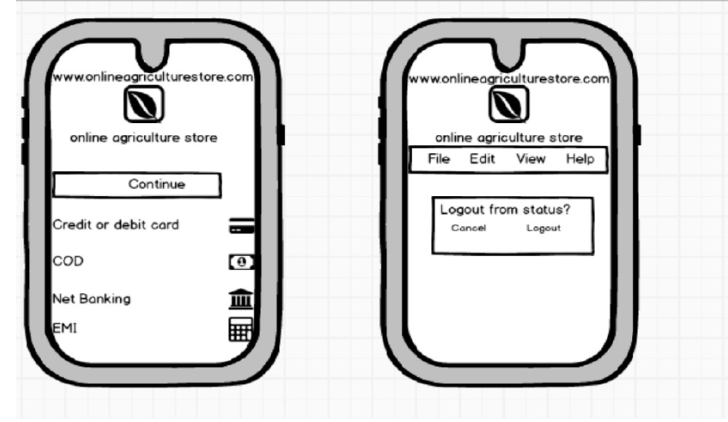 www.onlineagriculturestore.com
online agriculture store
Continue
Credit or debit card
COD
Net Banking
EMI
www.onlineagriculturestore.com
online agriculture store
File Edit View Help
Logout from status?
Cancel Logout